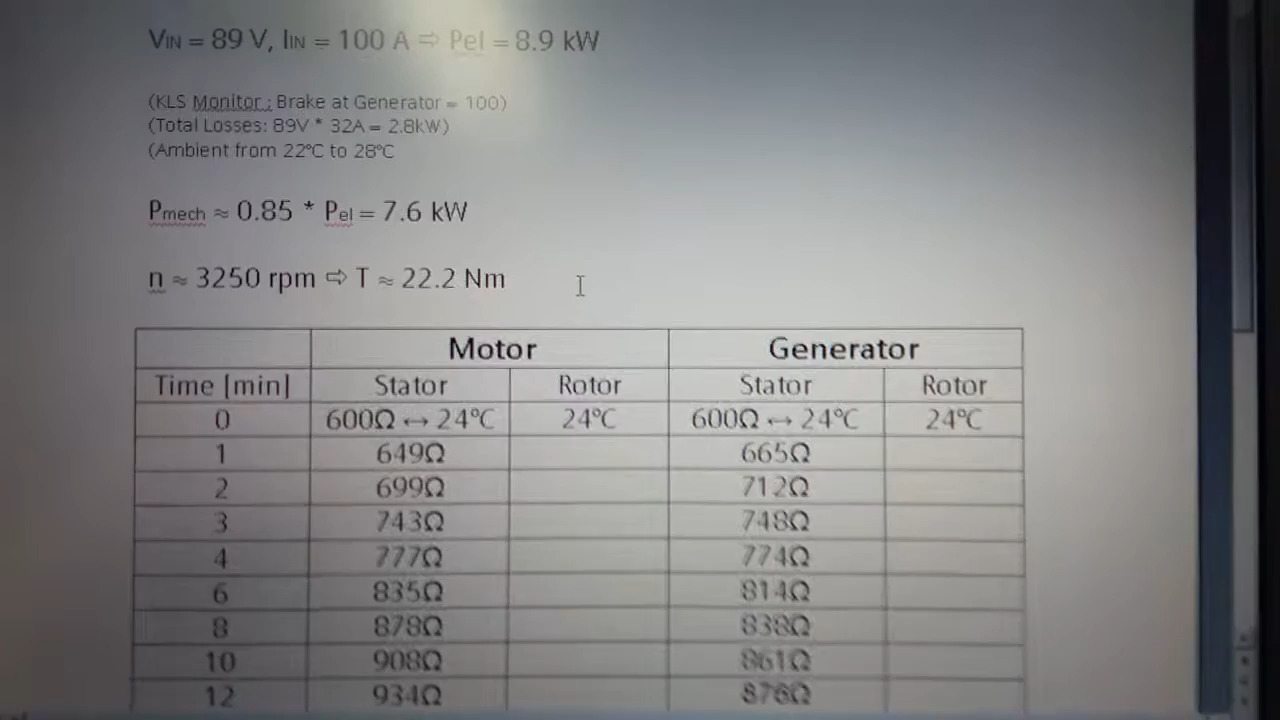 VIN = 89 V, IIN = 100 A ⇨ Pel = 8.9 kW
(KLS Monitor : Brake at Generator = 100)
(Total Losses: 89V * 32A = 2.8kW)
(Ambient from 22°C to 28°C
Pmech ≈ 0.85 * Pel = 7.6 kW
n ≈ 3250 rpm ⇨ T ≈ 22.2 Nm
Motor Generator
Time [min] Stator Rotor Stator Rotor
0 600Ω ↔ 24°C 24°C 600Ω ↔ 24°C 24°C
1 649Ω 665Ω
2 699Ω 712Ω
3 743Ω 748Ω
4 777Ω 774Ω
6 835Ω 814Ω
8 878Ω 838Ω
10 908Ω 861Ω
12 934Ω 876Ω